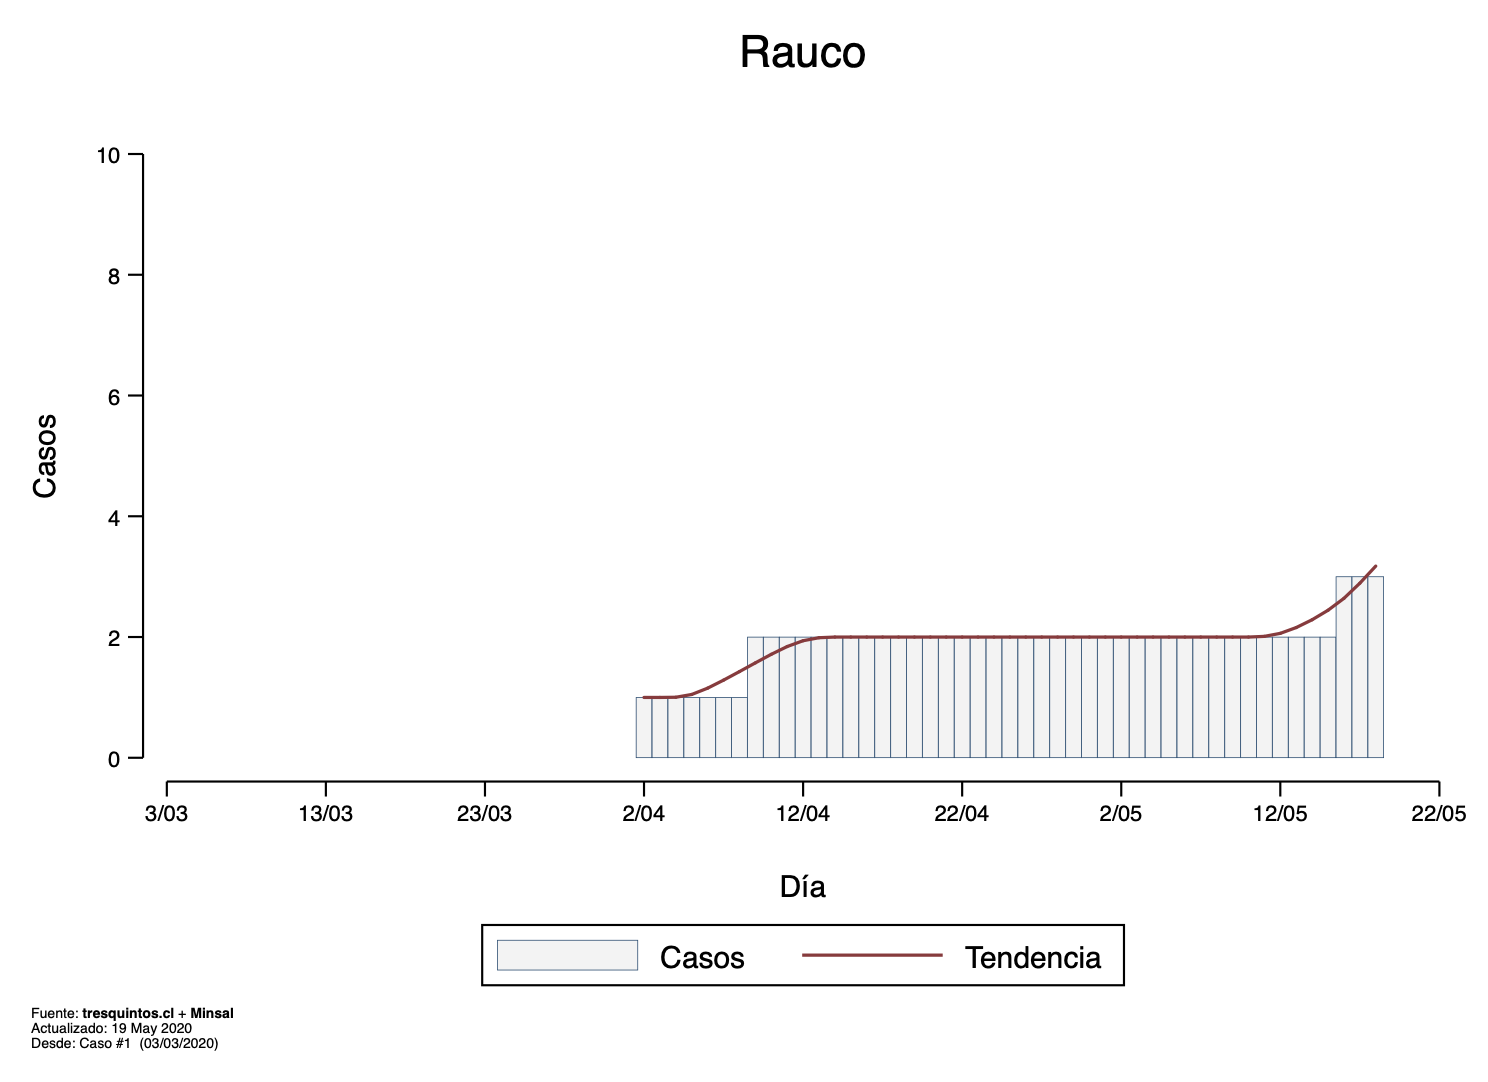 Rauco
Casos
10
8
6
4
2
0
3/03 13/03 23/03 2/04 12/04 22/04 2/05 12/05 22/05
Día
Casos Tendencia
Fuente: tresquintos.cl + Minsal
Actualizado: 19 May 2020
Desde: Caso #1 (03/03/2020)